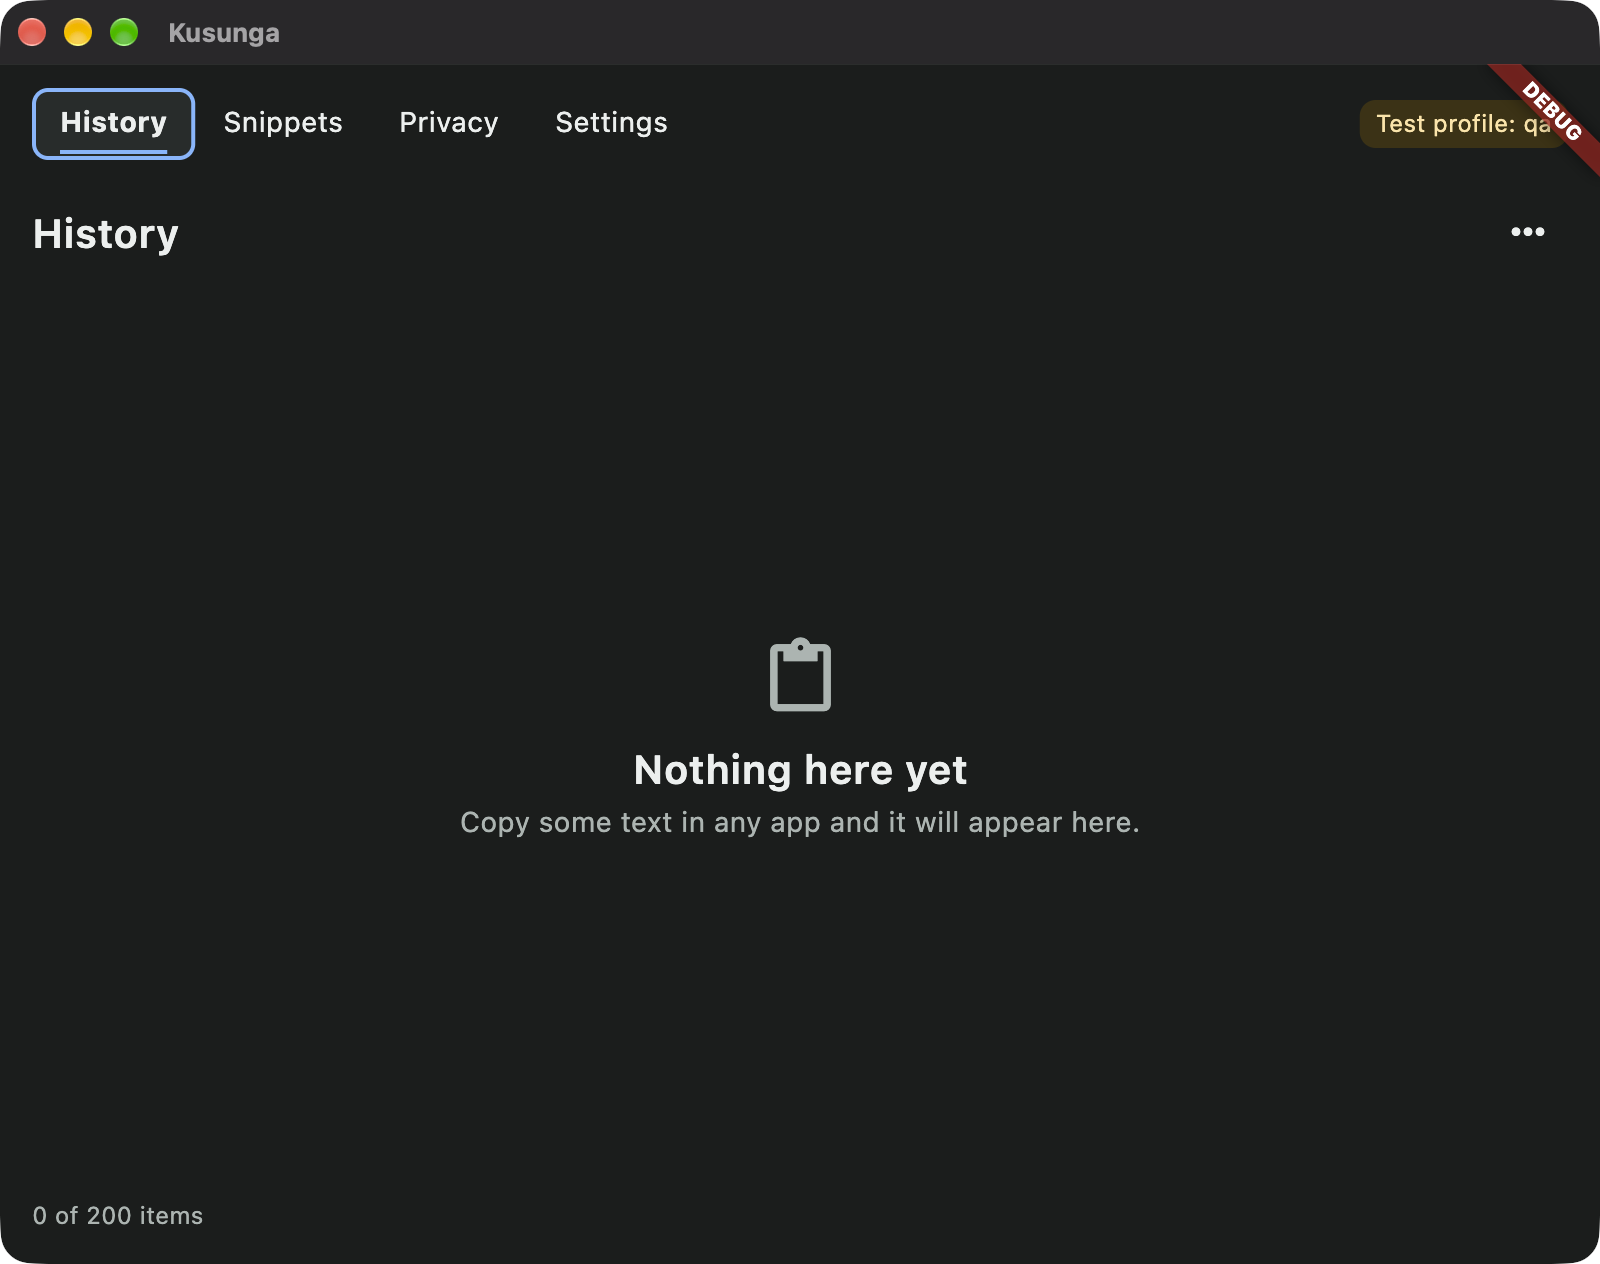 Kusunga
History Snippets Privacy Settings
Test profile: qa
DEBUG
History
Nothing here yet
Copy some text in any app and it will appear here.
0 of 200 items